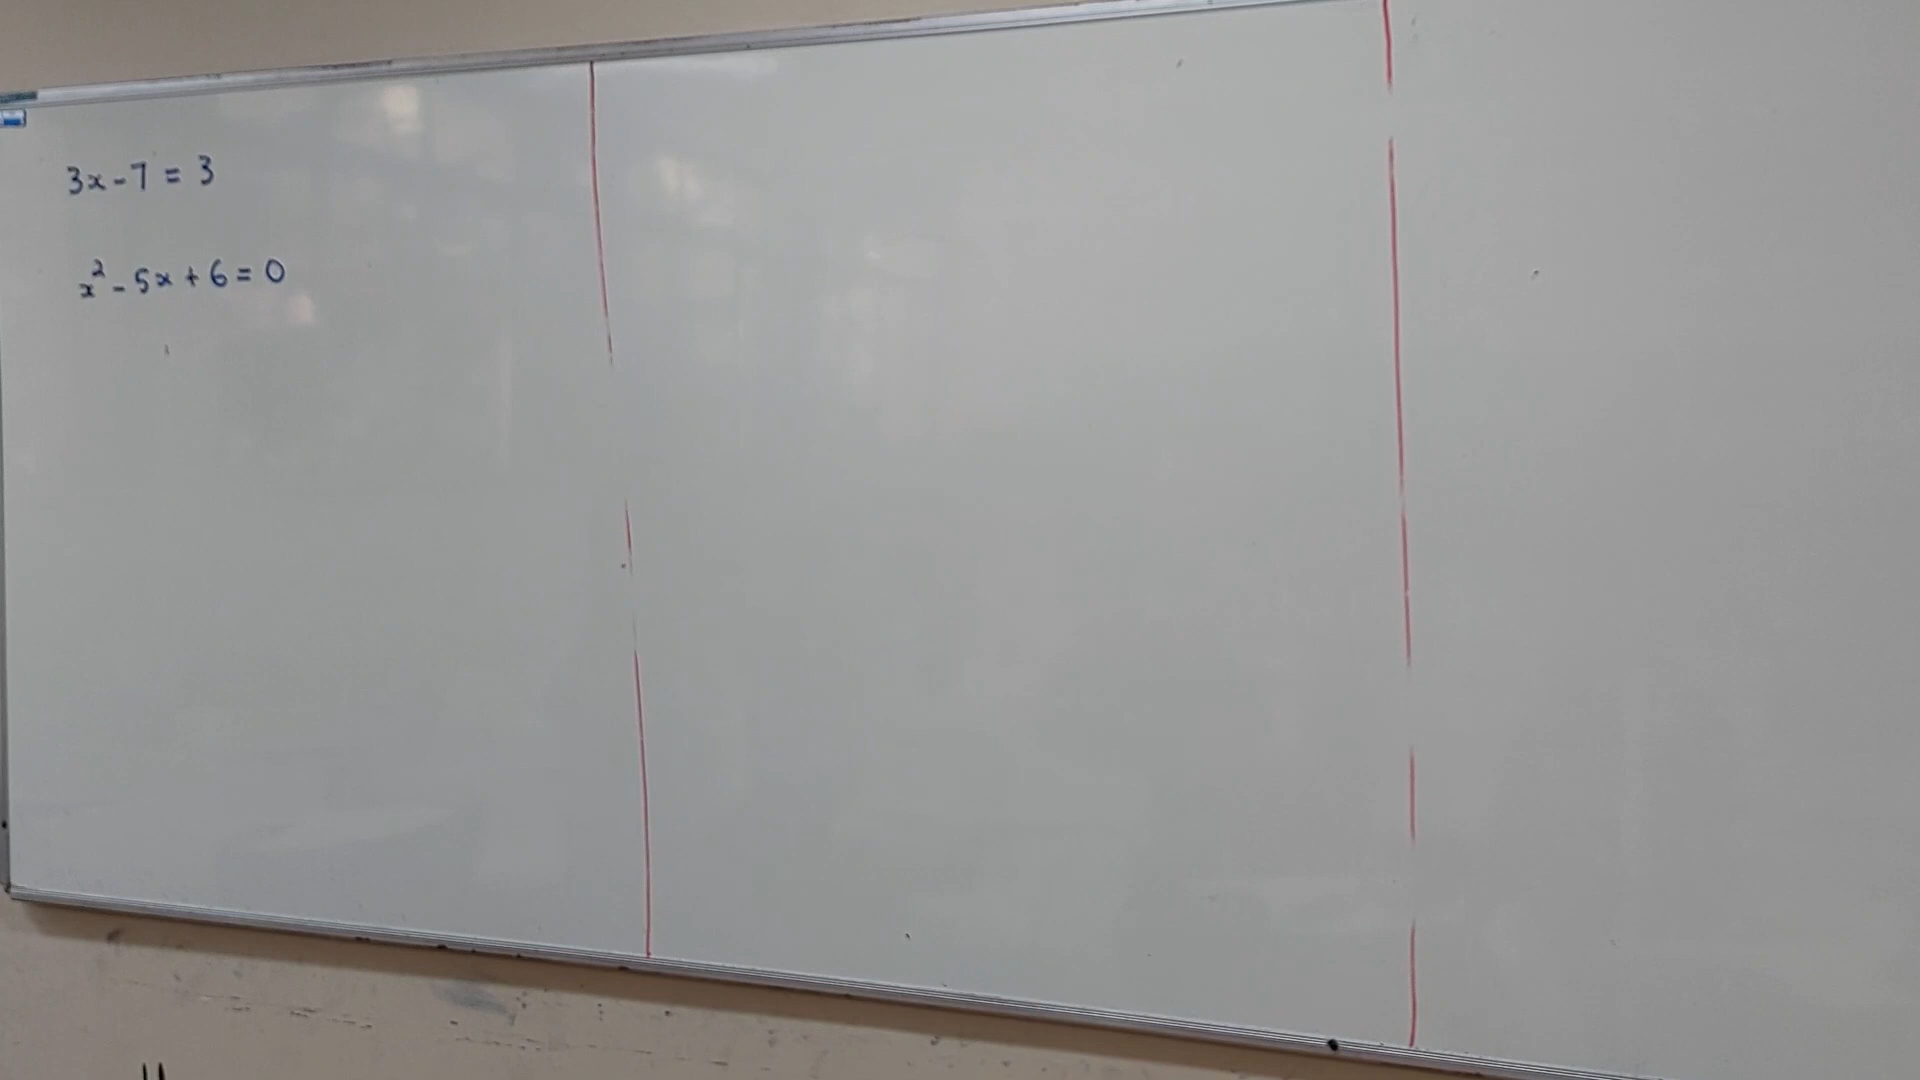 3x - 7 = 3
x² - 5x + 6 = 0